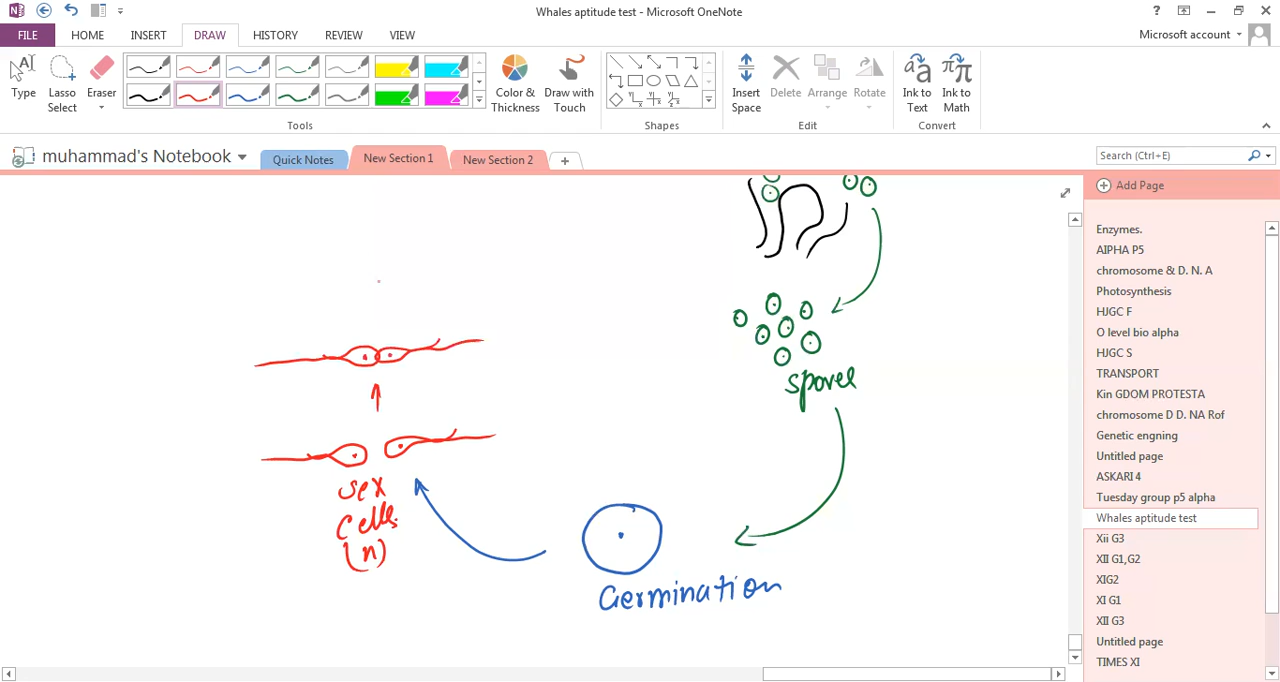 Whales aptitude test - Microsoft OneNote
FILE HOME INSERT DRAW HISTORY REVIEW VIEW
Microsoft account
Type
Lasso Select
Eraser
Color & Thickness
Draw with Touch
Insert Space
Delete
Arrange
Rotate
Ink to Text
Ink to Math
Tools Shapes Edit Convert
muhammad's Notebook Quick Notes New Section 1 New Section 2
Search (Ctrl+E)
Add Page
Enzymes.
AIPHA P5
chromosome & D. N. A
Photosynthesis
HJGC F
O level bio alpha
HJGC S
TRANSPORT
Kin GDOM PROTESTA
chromosome D D. NA Rof
Genetic engning
Untitled page
ASKARI 4
Tuesday group p5 alpha
Whales aptitude test
Xii G3
XII G1,G2
XIG2
XI G1
XII G3
Untitled page
TIMES XI
spores
sex
cells
(n)
Germination